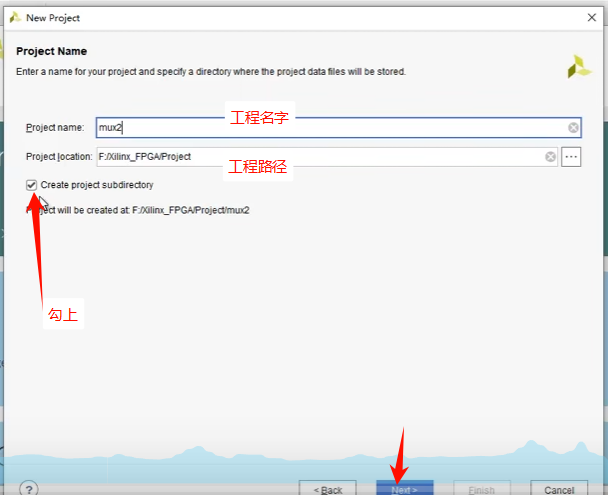 New Project
Project Name
Enter a name for your project and specify a directory where the project data files will be stored.
工程名字
Project name: mux2
Project location: F:/Xilinx_FPGA/Project
工程路径
Create project subdirectory
Project will be created at: F:/Xilinx_FPGA/Project/mux2
勾上
?
< Back
Next >
Finish
Cancel